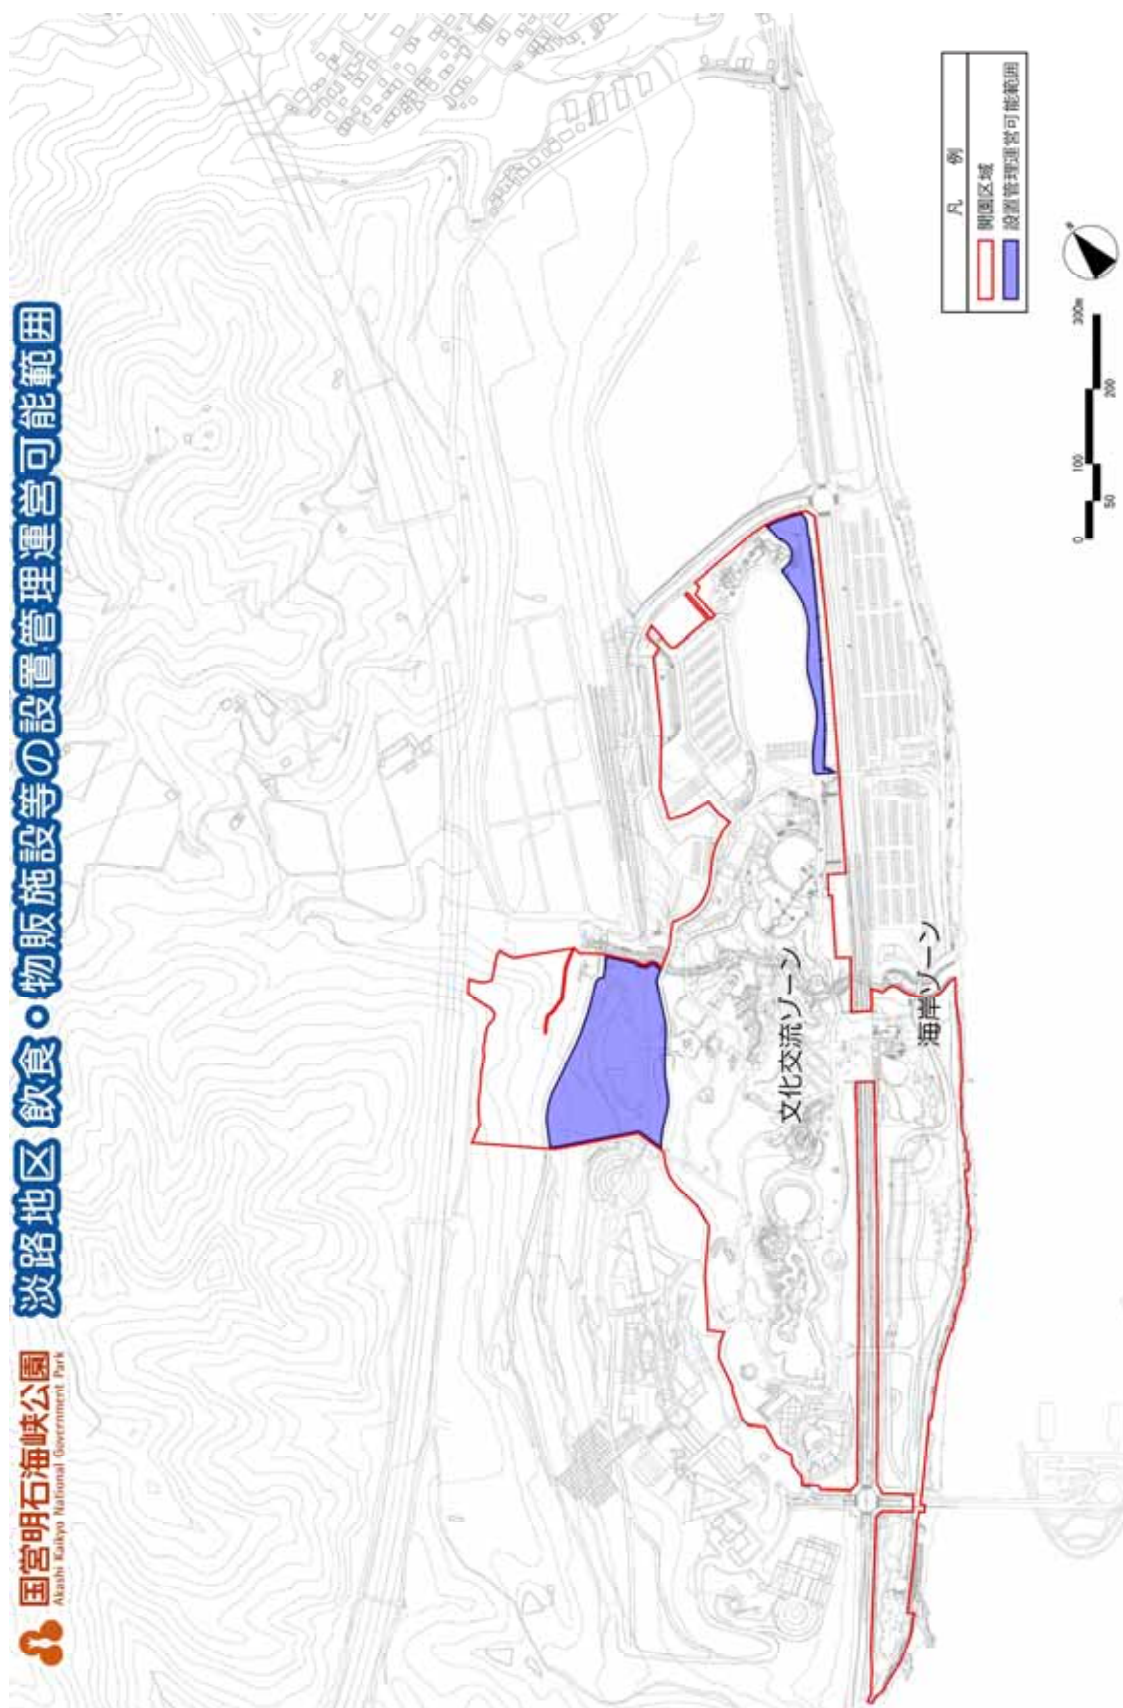 国営明石海峡公園
Akashi Kaikyo National Government Park
淡路地区 飲食・物販施設等の設置管理運営可能範囲
凡 例
開園区域
設置管理運営可能範囲
文化交流ゾーン
海岸ゾーン
0 50 100 200 300m